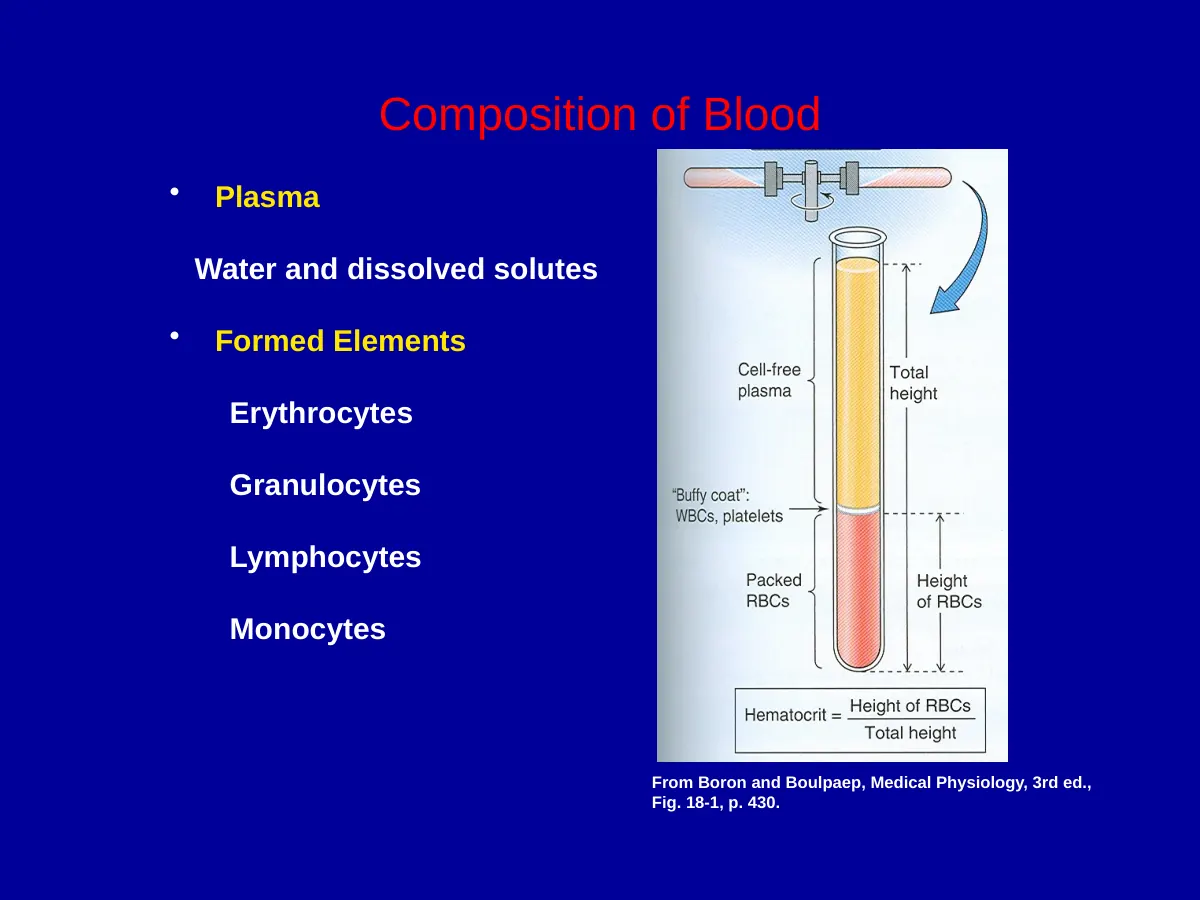 Composition of Blood
• Plasma
Water and dissolved solutes
• Formed Elements
Erythrocytes
Granulocytes
Lymphocytes
Monocytes
Cell-free
plasma
Total
height
“Buffy coat”:
WBCs, platelets
Packed
RBCs
Height
of RBCs
Hematocrit = Height of RBCs
Total height
From Boron and Boulpaep, Medical Physiology, 3rd ed.,
Fig. 18-1, p. 430.